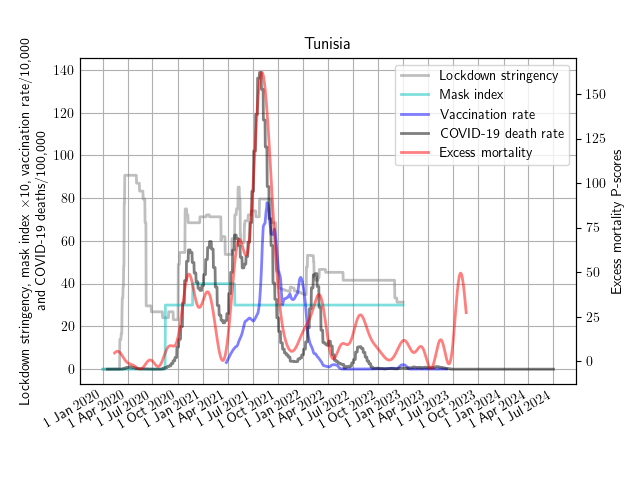 Tunisia
Lockdown stringency, mask index ×10, vaccination rate/10,000
and COVID-19 deaths/100,000
140
120
100
80
60
40
20
0
Lockdown stringency
Mask index
Vaccination rate
COVID-19 death rate
Excess mortality
150
125
100
75
50
25
0
Excess mortality P-scores
1 Jan 2020
1 Apr 2020
1 Jul 2020
1 Oct 2020
1 Jan 2021
1 Apr 2021
1 Jul 2021
1 Oct 2021
1 Jan 2022
1 Apr 2022
1 Jul 2022
1 Oct 2022
1 Jan 2023
1 Apr 2023
1 Jul 2023
1 Oct 2023
1 Jan 2024
1 Apr 2024
1 Jul 2024